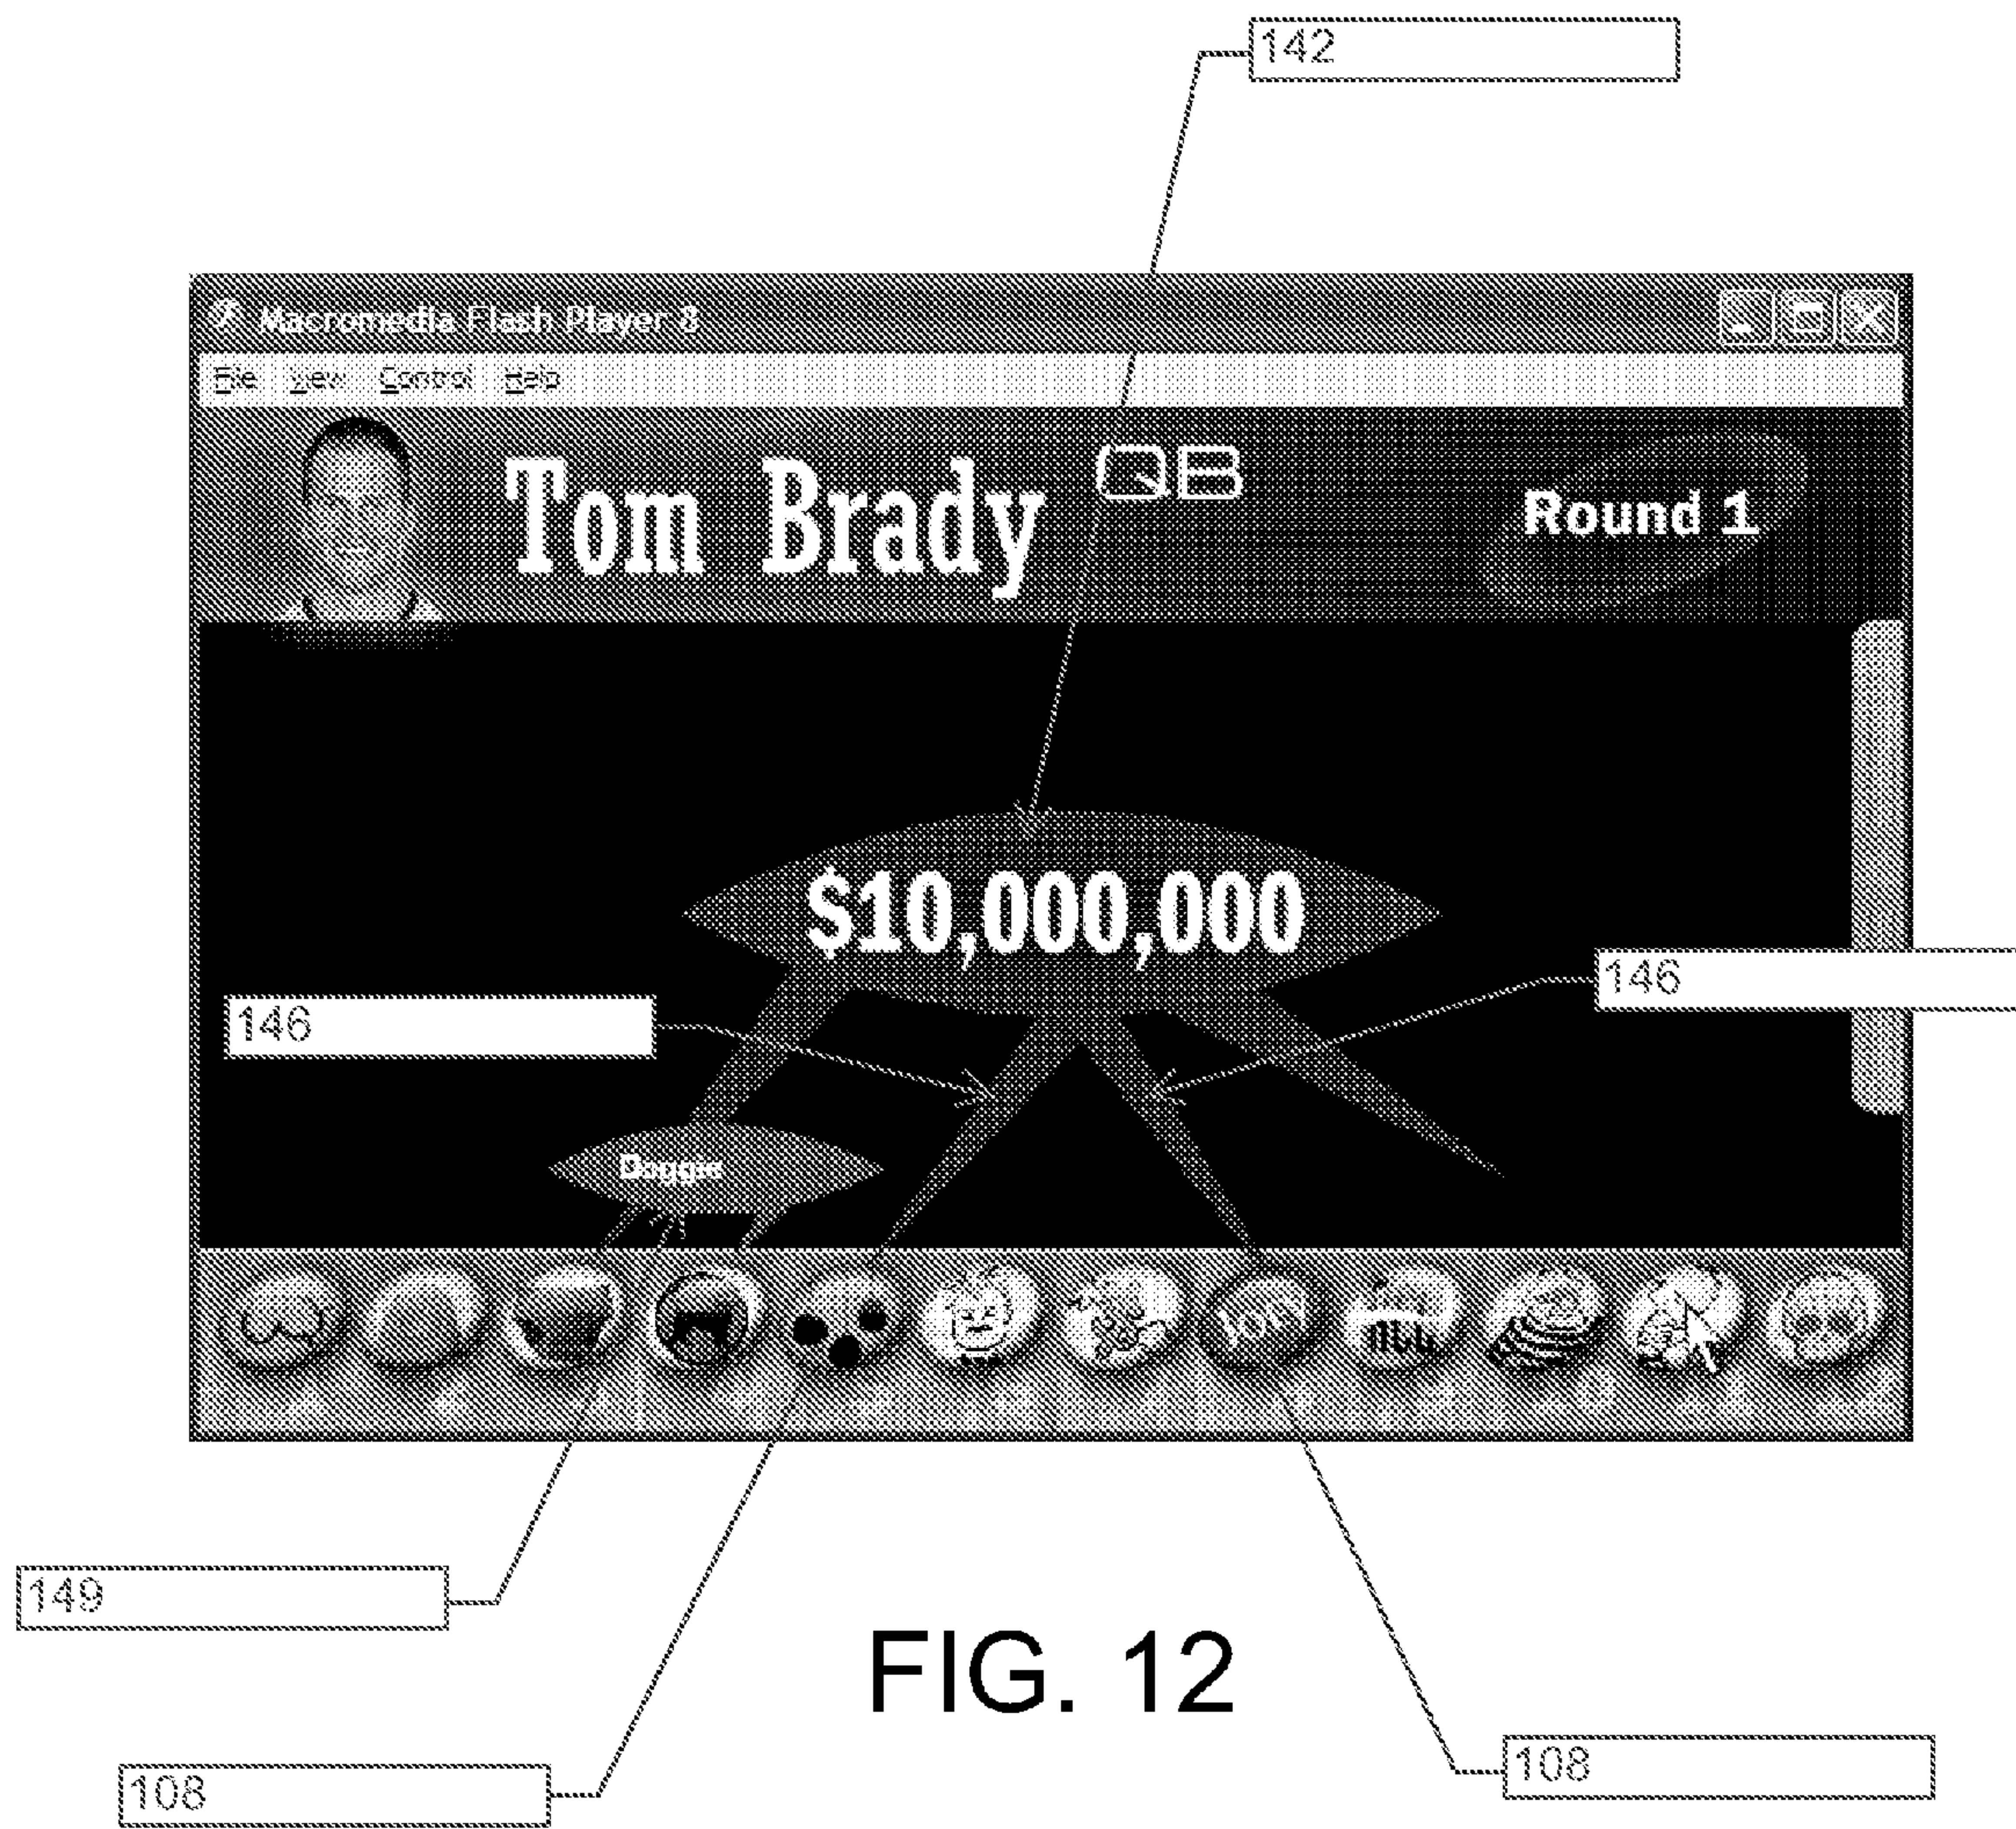 142
Macromedia Flash Player 8
File View Control Help
Tom Brady QB
Round 1
$10,000,000
146
146
Doggie
149
FIG. 12
108
108